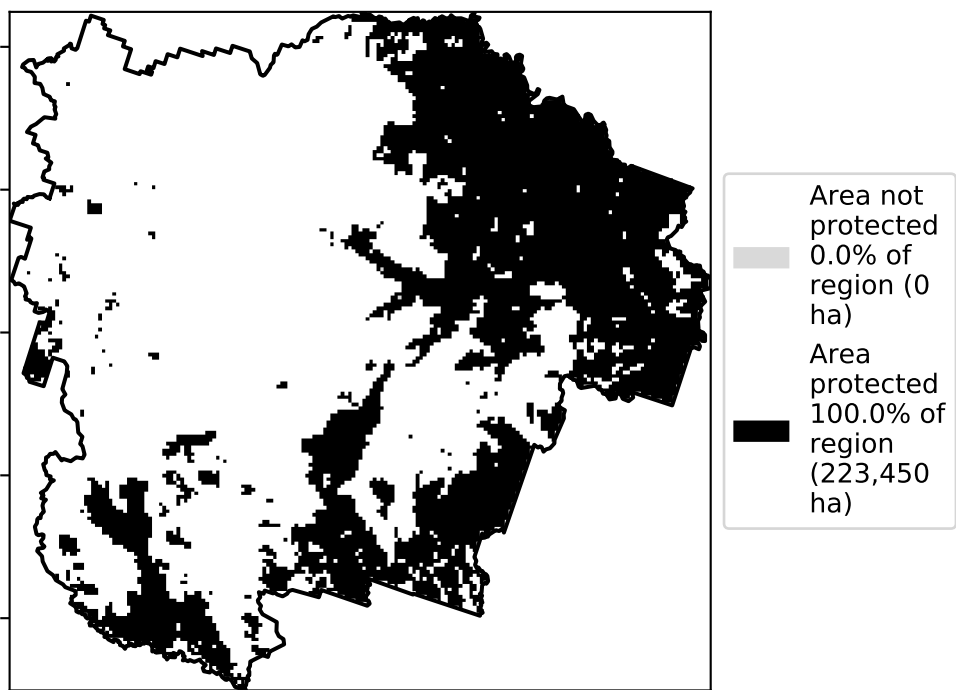 Area not
protected
0.0% of
region (0
ha)
Area
protected
100.0% of
region
(223,450
ha)